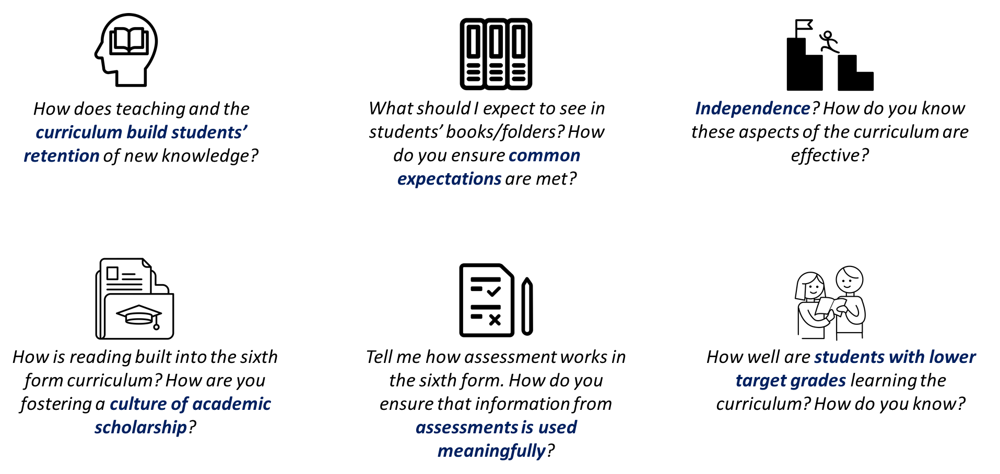 How does teaching and the
curriculum build students’
retention of new knowledge?
What should I expect to see in
students’ books/folders? How
do you ensure common
expectations are met?
Independence? How do you know
these aspects of the curriculum are
effective?
How is reading built into the sixth
form curriculum? How are you
fostering a culture of academic
scholarship?
Tell me how assessment works in
the sixth form. How do you
ensure that information from
assessments is used
meaningfully?
How well are students with lower
target grades learning the
curriculum? How do you know?